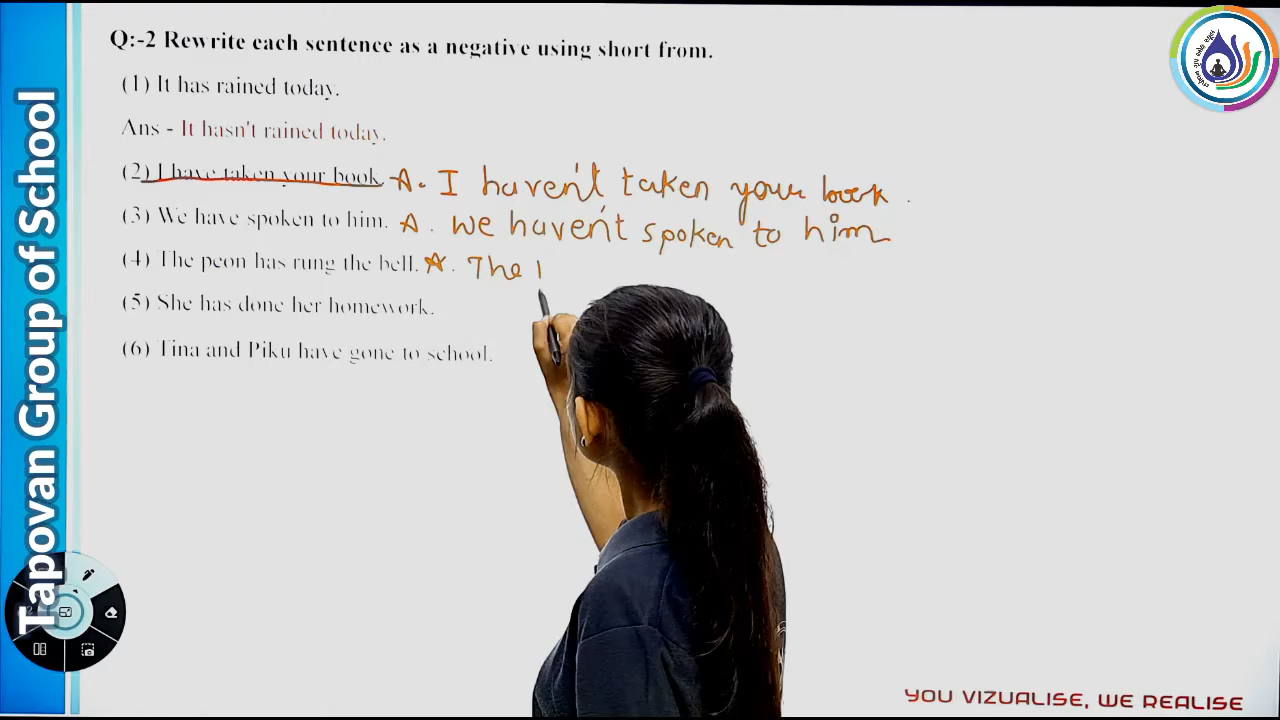 Q:-2 Rewrite each sentence as a negative using short from.
(1) It has rained today.
Ans - It hasn't rained today.
(2) I have taken your book A. I haven't taken your book.
(3) We have spoken to him. A. we haven't spoken to him
(4) The peon has rung the bell. A. The
(5) She has done her homework.
(6) Tina and Piku have gone to school.
Tapovan Group of School
YOU VIZUALISE, WE REALISE